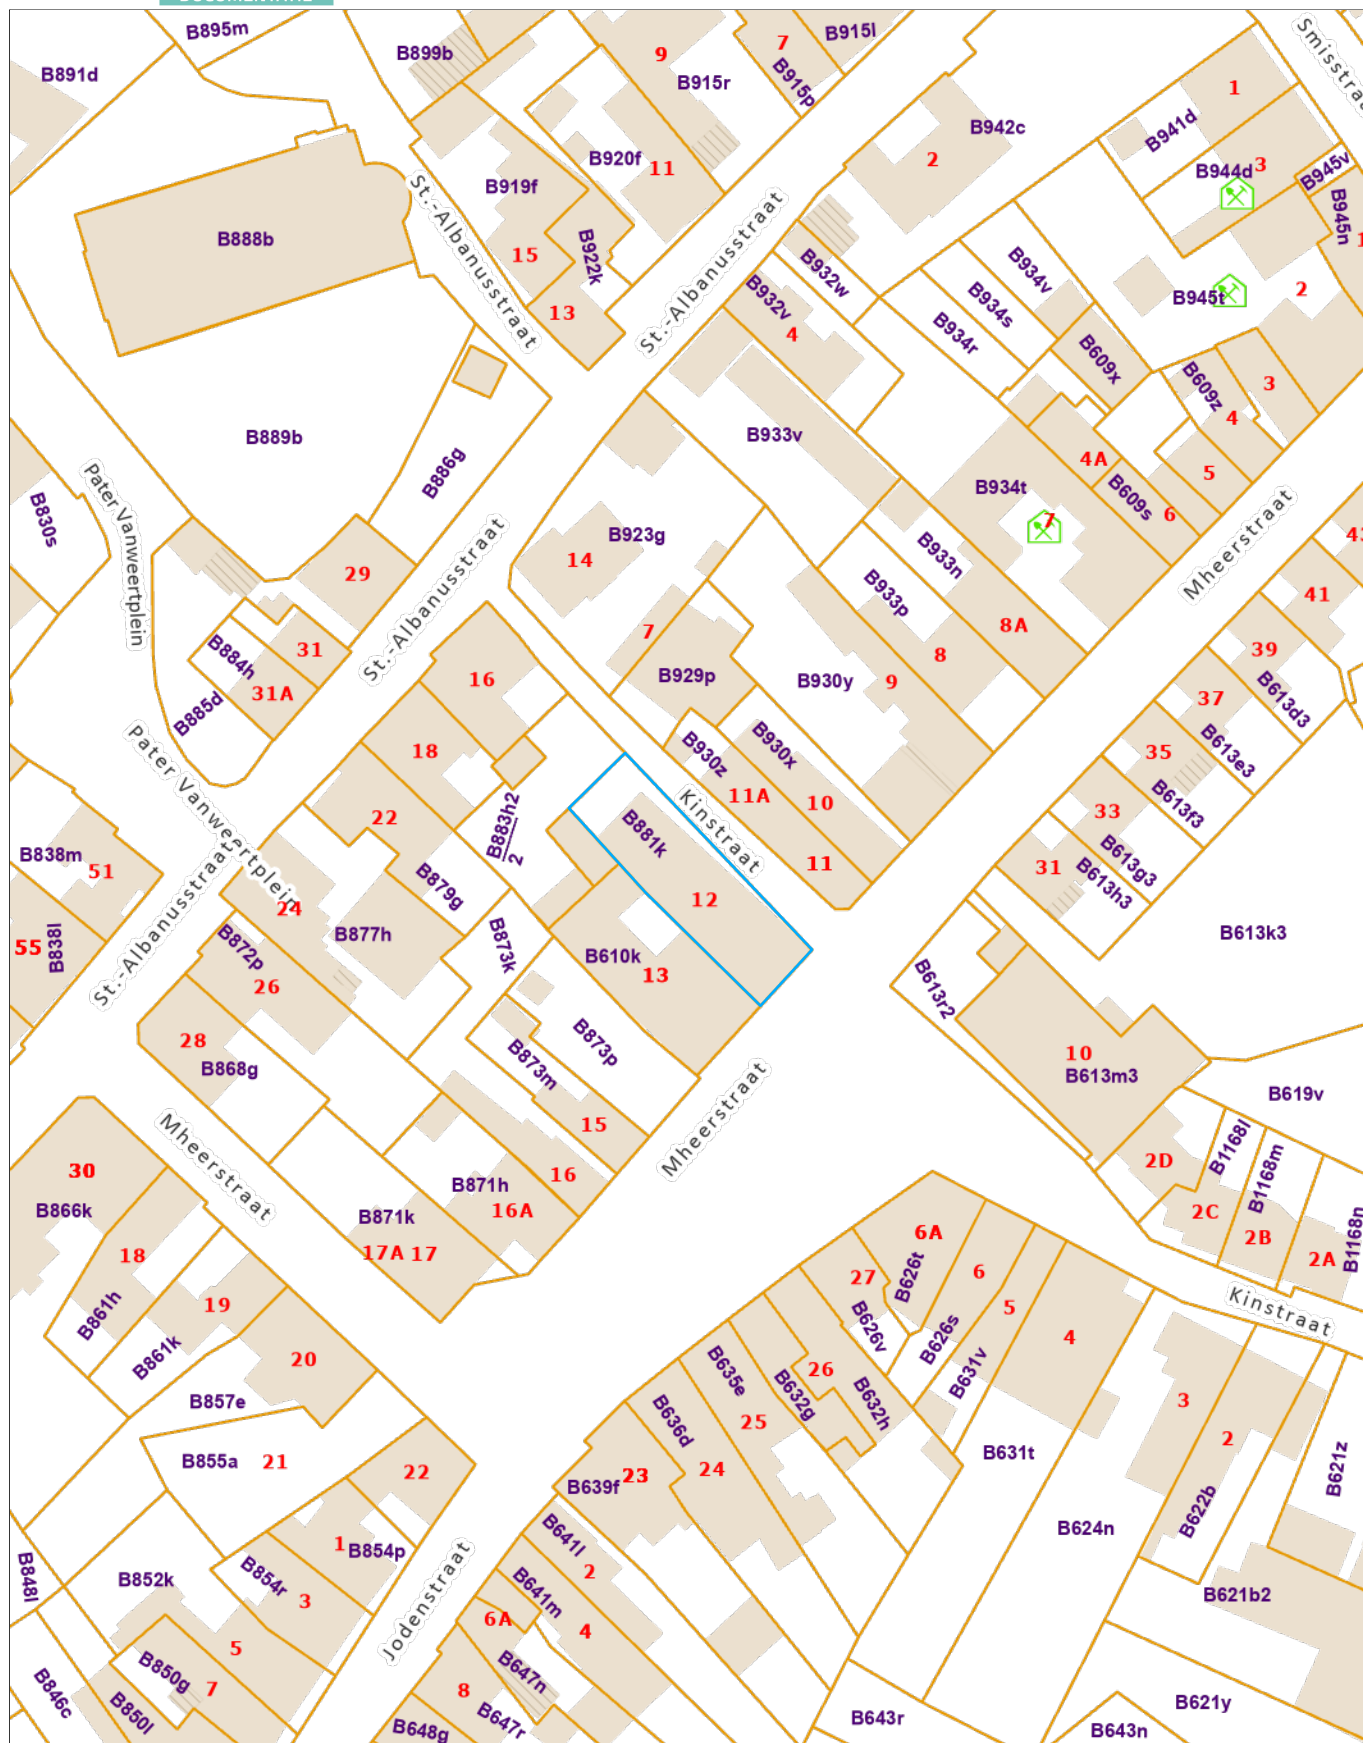 B895m
B891d
B899b
9
B915r
7
B915p
B915l
Smisstraa
1
B941d
B942c
2
B944d
3
B945v
B945n
1
B920f
11
B919f
St.-Albanusstraat
15
B922k
13
B888b
St.-Albanusstraat
B932w
B932v
4
B934v
B934s
B934r
B945t
2
B609x
B609z
3
4
B889b
B886g
B933v
4A
5
B609s
6
B934t
7
Mheerstraat
Pater Vanweertplein
B830s
B923g
14
B933n
B933p
8A
8
43
41
39
B613d3
37
B613e3
35
B613f3
33
B613g3
31
B613h3
29
31
B884h
31A
B885d
St.-Albanusstraat
16
7
B929p
B930y
9
18
B930z
B930x
11A
10
11
Kinstraat
Pater Vanweertplein
22
B883h2
2
B881k
12
B838m
51
55
B838l
St.-Albanusstraat
24
B879g
B877h
B872p
26
B873k
B610k
13
B613k3
B613r2
28
B868g
B873p
B873m
15
10
B613m3
B619v
Mheerstraat
Mheerstraat
30
B866k
16
B871h
16A
B871k
17A 17
2D
B1168l
B1168m
2C
2B
2A
B1168n
18
B861h
19
B861k
20
6A
B626t
27
B626v
6
B626s
5
B631v
4
Kinstraat
B857e
B855a
21
22
B635e
B632g
26
B632h
25
B636d
24
23
B639f
B631t
3
2
B622b
B621z
B624n
B641l
2
B641m
4
6A
B647n
8
B647r
B648g
Jodenstraat
1
B854p
B854r
3
B848l
B852k
5
B850g
7
B850l
B846c
B621b2
B621y
B643r
B643n